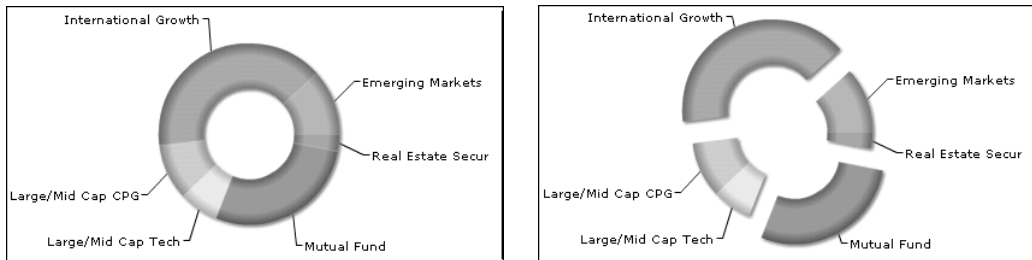 International Growth
Emerging Markets
Real Estate Secur
Large/Mid Cap CPG
Large/Mid Cap Tech
Mutual Fund
International Growth
Emerging Markets
Real Estate Secur
Large/Mid Cap CPG
Large/Mid Cap Tech
Mutual Fund